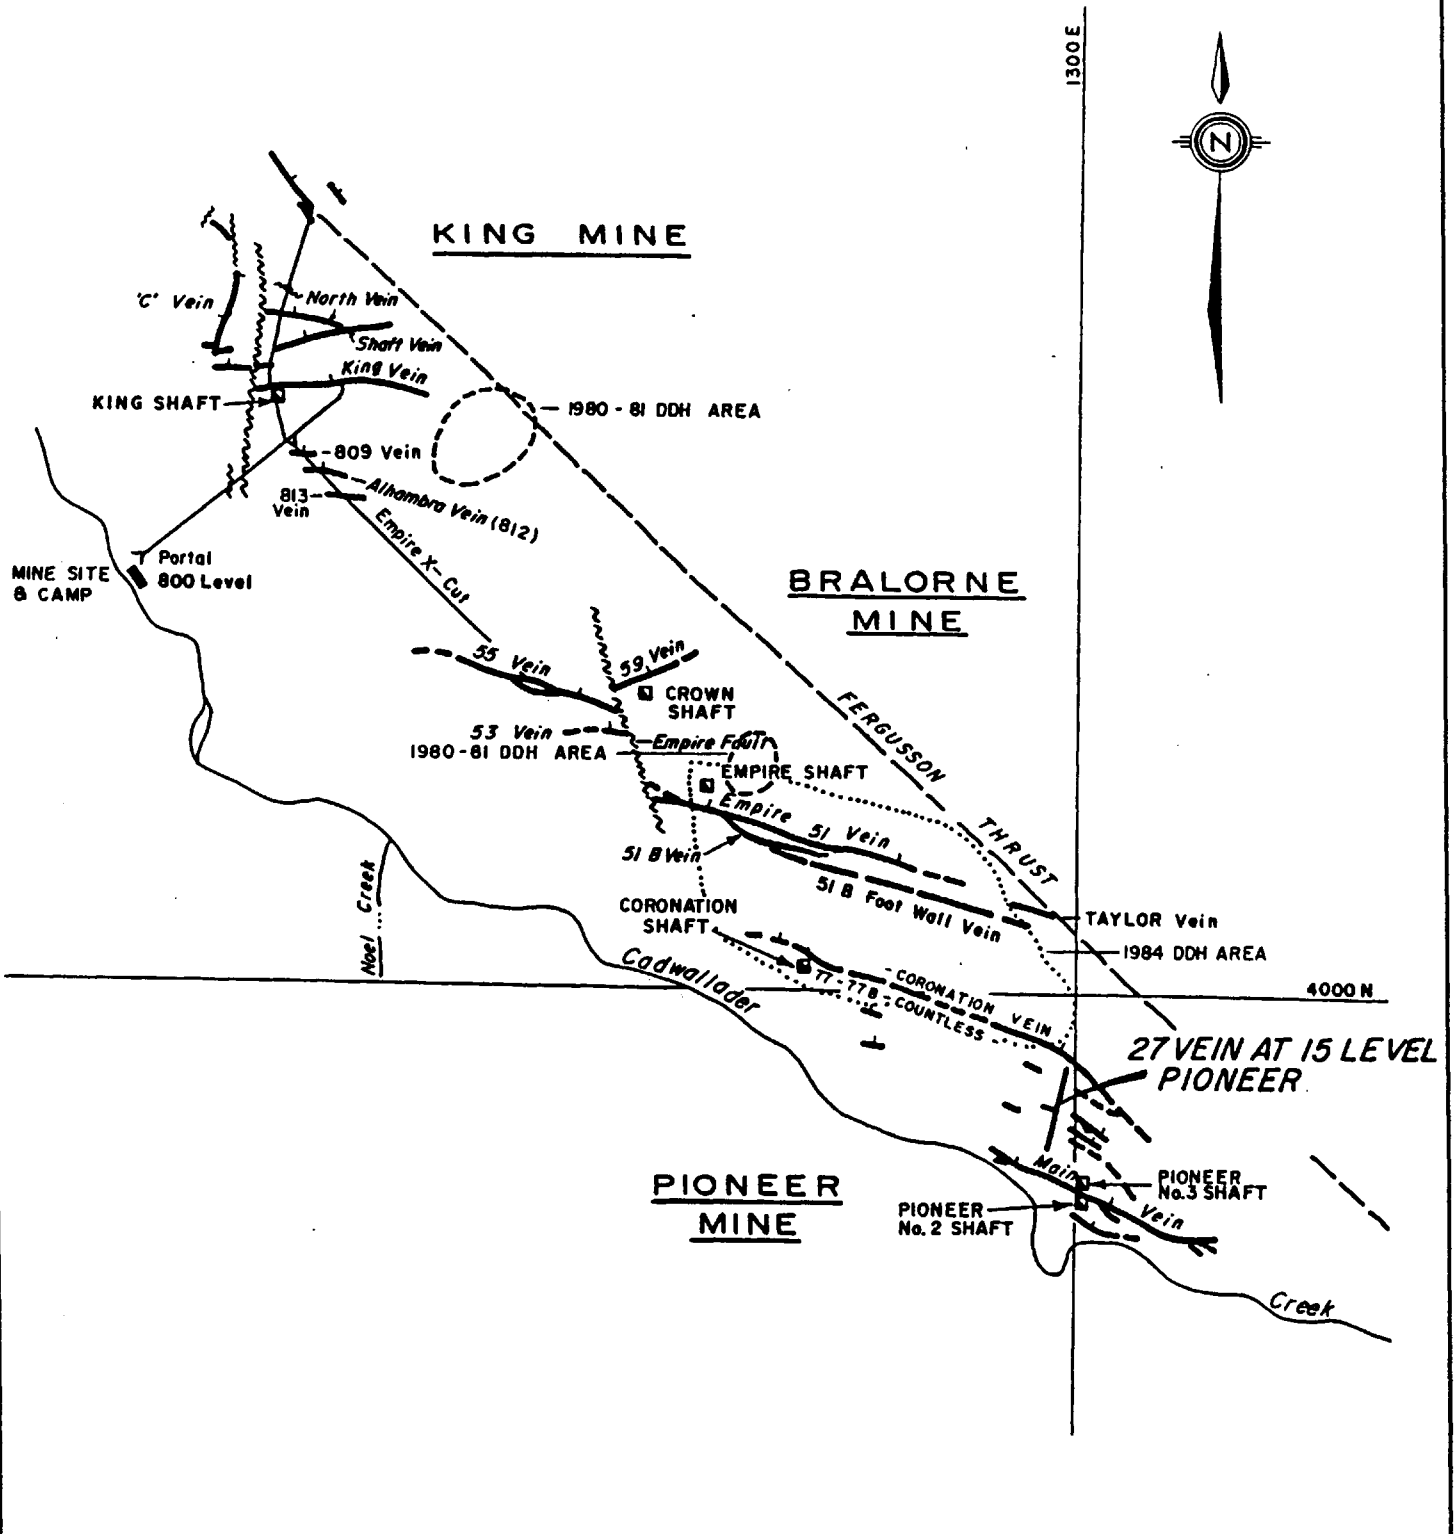 1300 E
N
KING MINE
"C" Vein
North Vein
Shaft Vein
King Vein
KING SHAFT
1980 - 81 DDH AREA
809 Vein
Alhambra Vein (812)
813
Vein
Empire X-Cut
Portal
800 Level
MINE SITE
& CAMP
BRALORNE
MINE
55 Vein
59 Vein
CROWN
SHAFT
FERGUSSON THRUST
53 Vein
Empire Fault
1980-81 DDH AREA
EMPIRE SHAFT
Empire 51 Vein
51 B Vein
51 B Foot Wall Vein
CORONATION
SHAFT
TAYLOR Vein
1984 DDH AREA
Noel Creek
Cadwallader
77 - 77B - COUNTLESS
CORONATION VEIN
4000 N
27 VEIN AT 15 LEVEL
PIONEER
PIONEER
MINE
Main Vein
PIONEER
No.3 SHAFT
PIONEER
No. 2 SHAFT
Creek